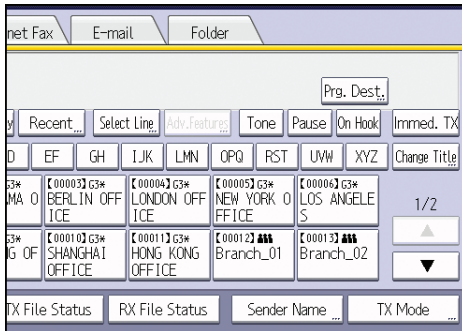 net Fax E-mail Folder
Prg. Dest.
y Recent Select Line Adv.Features Tone Pause On Hook Immed. TX
D EF GH IJK LMN OPQ RST UVW XYZ Change Title
G3* 【00003】G3* 【00004】G3* 【00005】G3* 【00006】G3*
MA O BERLIN OFF LONDON OFF NEW YORK O LOS ANGELE 1/2
ICE ICE FFICE S
G3* 【00010】G3* 【00011】G3* 【00012】 【00013】
G OF SHANGHAI HONG KONG Branch_01 Branch_02
OFFICE OFFICE
TX File Status RX File Status Sender Name TX Mode